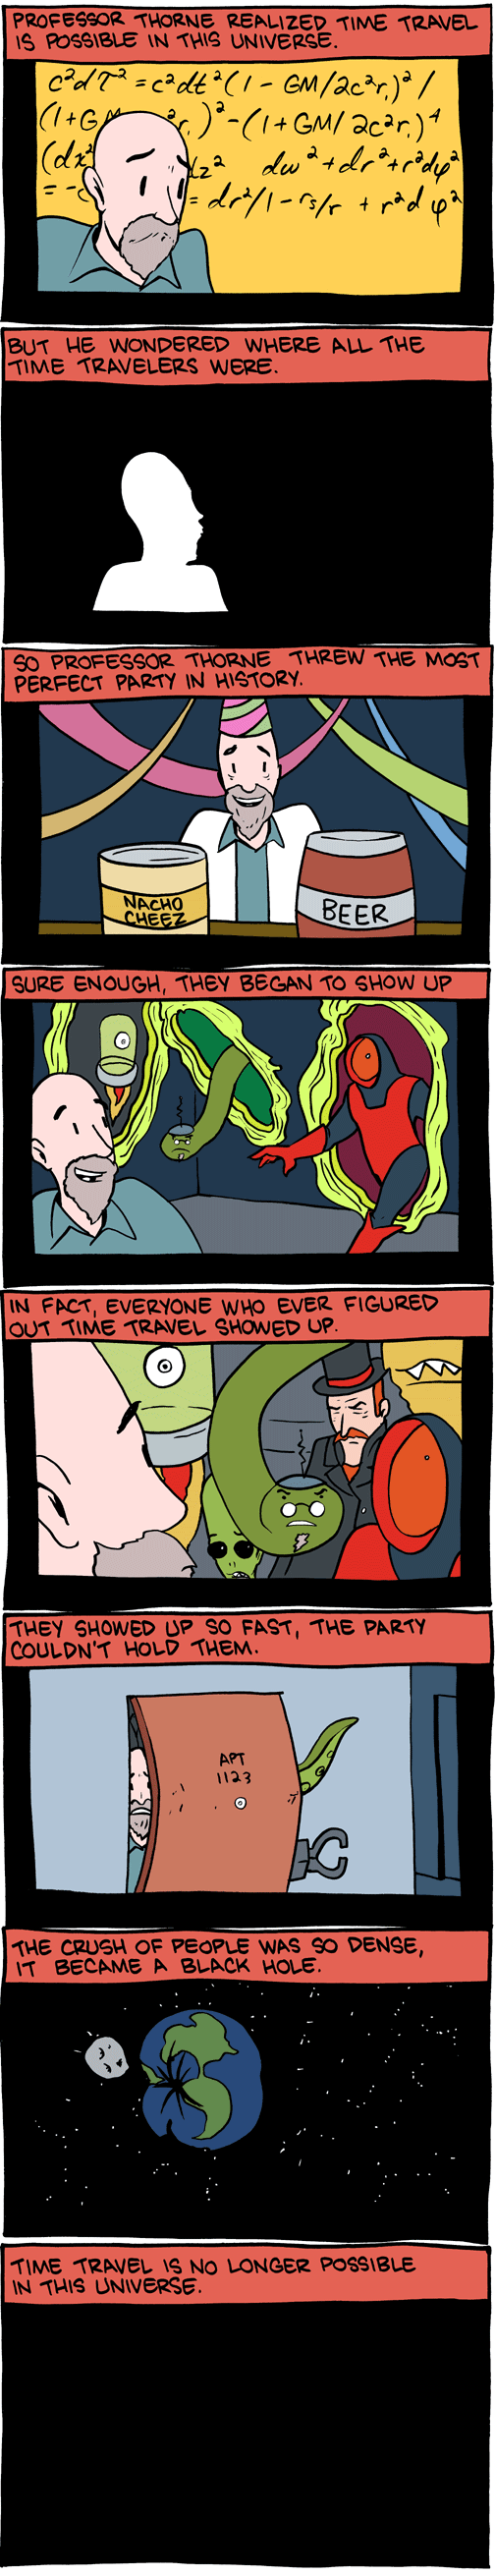 PROFESSOR THORNE REALIZED TIME TRAVEL
IS POSSIBLE IN THIS UNIVERSE.
c²dτ² = c²dt²(1 - GM/2c²r,)² /
(1+GM ²r, )² - (1 + GM/ 2c²r,)⁴
(dx² dz² dw² + dr² + r²dφ²
= -c = dr²/1 - rs/r + r²d φ²
BUT HE WONDERED WHERE ALL THE
TIME TRAVELERS WERE.
SO PROFESSOR THORNE THREW THE MOST
PERFECT PARTY IN HISTORY.
NACHO
CHEEZ
BEER
SURE ENOUGH, THEY BEGAN TO SHOW UP
IN FACT, EVERYONE WHO EVER FIGURED
OUT TIME TRAVEL SHOWED UP.
THEY SHOWED UP SO FAST, THE PARTY
COULDN'T HOLD THEM.
APT
1123
THE CRUSH OF PEOPLE WAS SO DENSE,
IT BECAME A BLACK HOLE.
TIME TRAVEL IS NO LONGER POSSIBLE
IN THIS UNIVERSE.